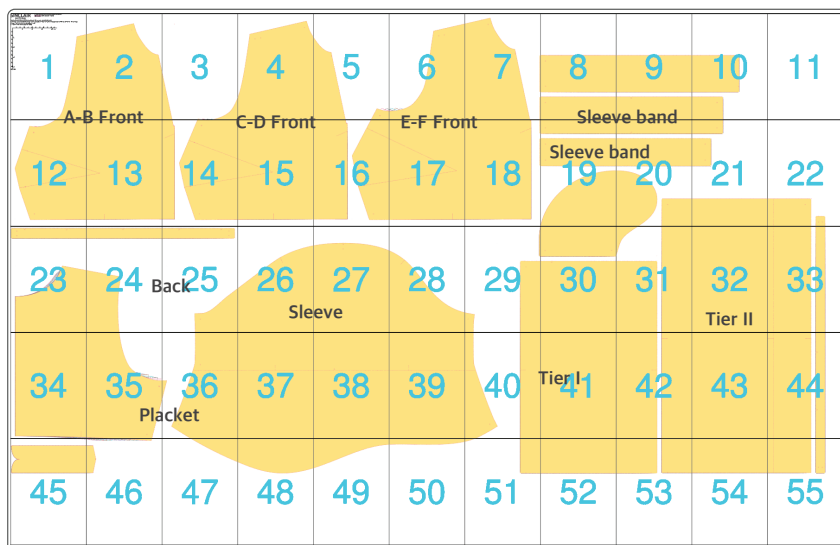 1 2 3 4 5 6 7 8 9 10 11
A-B Front C-D Front E-F Front Sleeve band
Sleeve band
12 13 14 15 16 17 18 19 20 21 22
23 24 25 26 27 28 29 30 31 32 33
Back
Sleeve
Tier II
34 35 36 37 38 39 40 41 42 43 44
Tier I
Placket
45 46 47 48 49 50 51 52 53 54 55